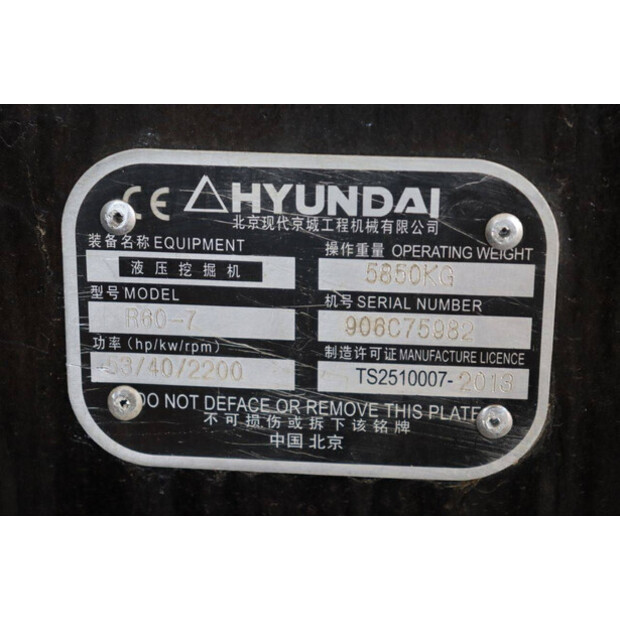 CE HYUNDAI
北京现代京城工程机械有限公司
装备名称 EQUIPMENT
液压挖掘机
操作重量 OPERATING WEIGHT
5850KG
型号 MODEL
R60-7
机号 SERIAL NUMBER
906C75982
功率 (hp/kw/rpm)
53/40/2200
制造许可证 MANUFACTURE LICENCE
TS2510007-2013
DO NOT DEFACE OR REMOVE THIS PLATE
不可损伤或拆下该铭牌
中国 北京